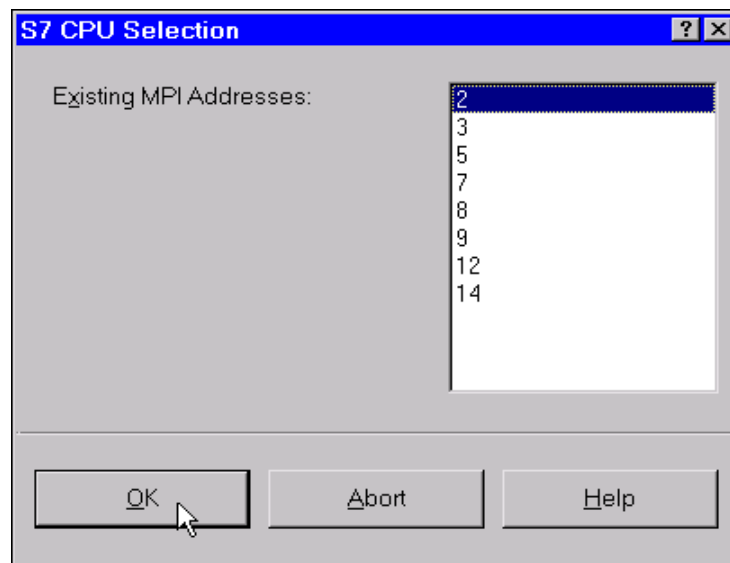 S7 CPU Selection
Existing MPI Addresses:
2
3
5
7
8
9
12
14
OK
Abort
Help